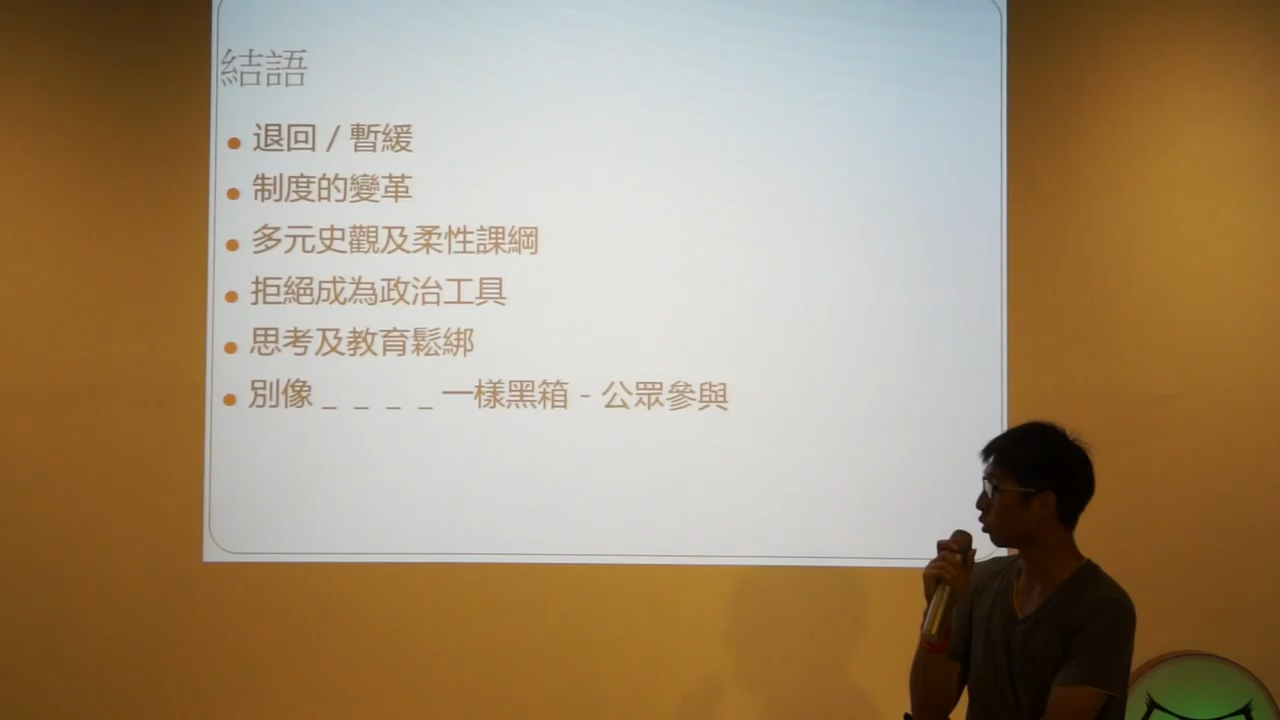 結語
退回 / 暫緩
制度的變革
多元史觀及柔性課綱
拒絕成為政治工具
思考及教育鬆綁
別像 _ _ _ _ 一樣黑箱 - 公眾參與